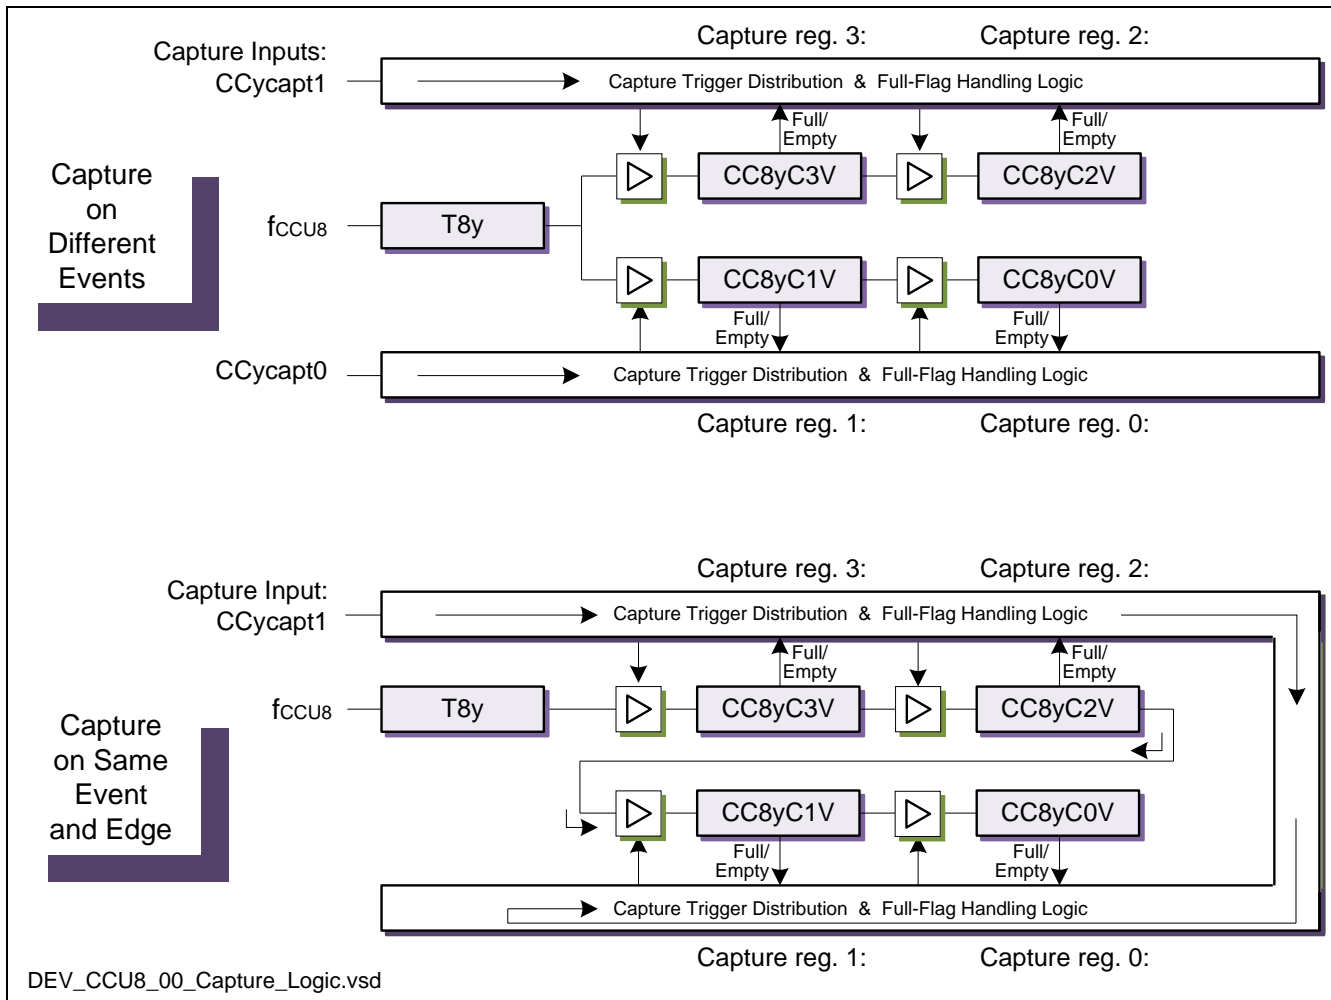 Capture Inputs:
CCycapt1
Capture reg. 3:
Capture reg. 2:
Capture Trigger Distribution & Full-Flag Handling Logic
Full/
Empty
Full/
Empty
Capture
on
Different
Events
fCCU8
T8y
CC8yC3V
CC8yC2V
CC8yC1V
CC8yC0V
Full/
Empty
Full/
Empty
CCycapt0
Capture Trigger Distribution & Full-Flag Handling Logic
Capture reg. 1:
Capture reg. 0:
Capture Input:
CCycapt1
Capture reg. 3:
Capture reg. 2:
Capture Trigger Distribution & Full-Flag Handling Logic
Full/
Empty
Full/
Empty
fCCU8
T8y
CC8yC3V
CC8yC2V
Capture
on Same
Event
and Edge
CC8yC1V
CC8yC0V
Full/
Empty
Full/
Empty
Capture Trigger Distribution & Full-Flag Handling Logic
Capture reg. 1:
Capture reg. 0:
DEV_CCU8_00_Capture_Logic.vsd